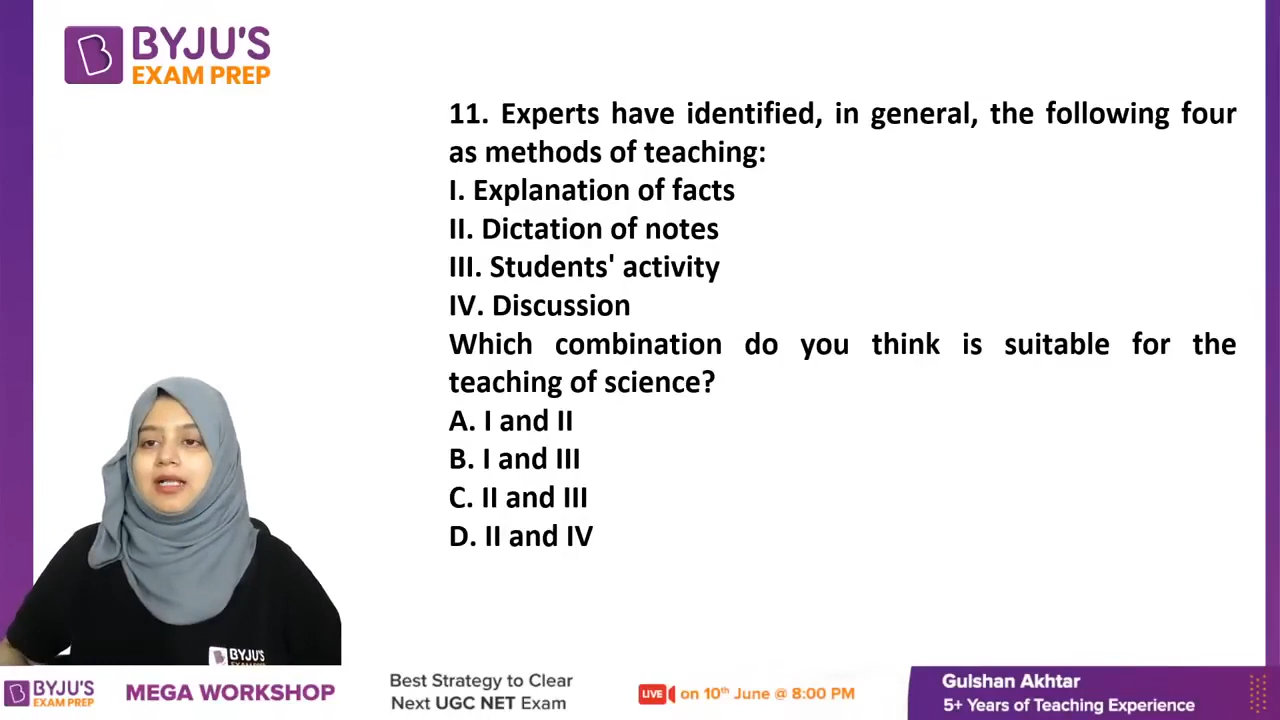 BYJU'S
EXAM PREP
11. Experts have identified, in general, the following four
as methods of teaching:
I. Explanation of facts
II. Dictation of notes
III. Students' activity
IV. Discussion
Which combination do you think is suitable for the
teaching of science?
A. I and II
B. I and III
C. II and III
D. II and IV
BYJU'S
EXAM PREP
BYJU'S
EXAM PREP
MEGA WORKSHOP
Best Strategy to Clear
Next UGC NET Exam
LIVE on 10th June @ 8:00 PM
Gulshan Akhtar
5+ Years of Teaching Experience